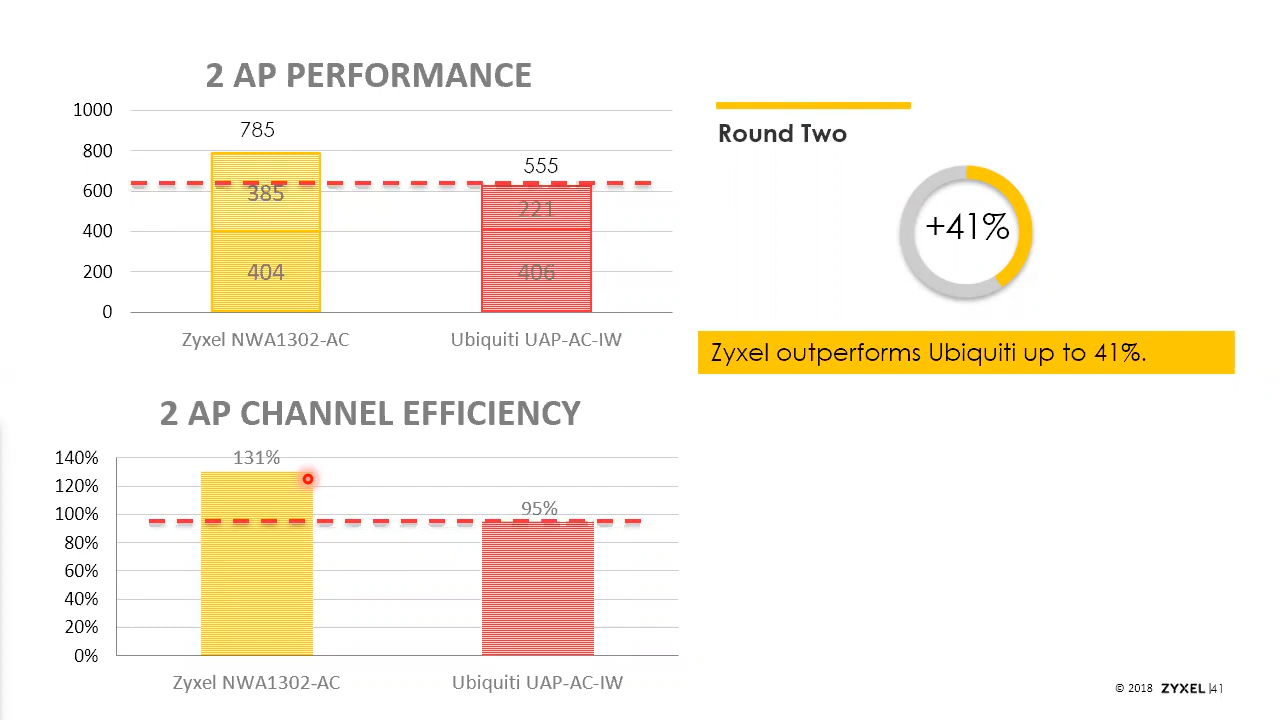 2 AP PERFORMANCE
1000
800
600
400
200
0
785
385
404
555
221
406
Zyxel NWA1302-AC
Ubiquiti UAP-AC-IW
Round Two
+41%
Zyxel outperforms Ubiquiti up to 41%.
2 AP CHANNEL EFFICIENCY
140%
120%
100%
80%
60%
40%
20%
0%
131%
95%
Zyxel NWA1302-AC
Ubiquiti UAP-AC-IW
© 2018 ZYXEL |41